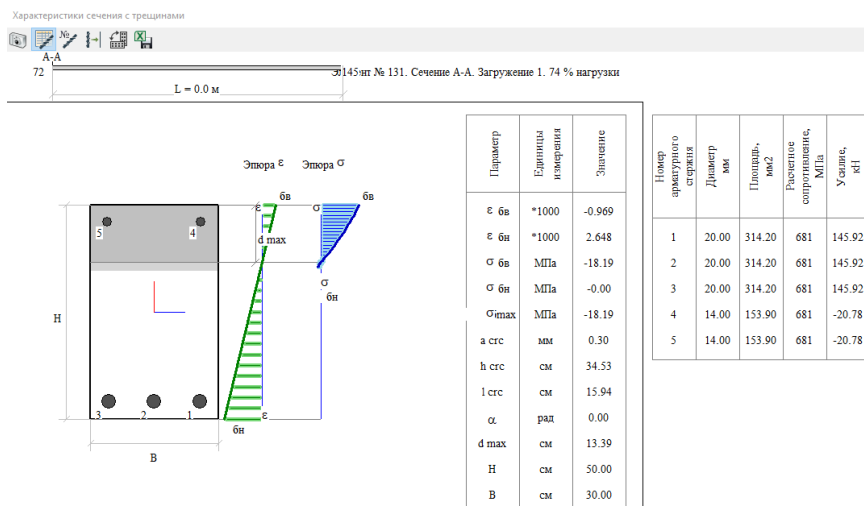 Характеристики сечения с трещинами
№
А-А
72
L = 0.0 м
Элемент № 131. Сечение А-А. Загружение 1. 74 % нагрузки
145
Эпюра ε Эпюра σ
бв
бв
ε
σ
5
4
d max
σ
бн
H
3
2
1
ε
бн
B
Параметр Единицы измерения Значение
ε бв *1000 -0.969
ε бн *1000 2.648
σ бв МПа -18.19
σ бн МПа -0.00
σimax МПа -18.19
a crc мм 0.30
h crc см 34.53
l crc см 15.94
α рад 0.00
d max см 13.39
H см 50.00
B см 30.00
Номер арматурного стержня Диаметр мм Площадь, мм2 Расчетное сопротивление, МПа Усилие, кН
1 20.00 314.20 681 145.92
2 20.00 314.20 681 145.92
3 20.00 314.20 681 145.92
4 14.00 153.90 681 -20.78
5 14.00 153.90 681 -20.78